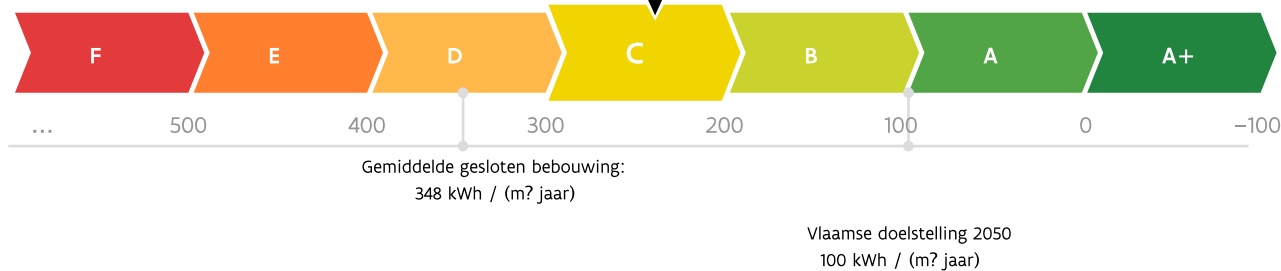 F E D C B A A+
... 500 400 300 200 100 0 –100
Gemiddelde gesloten bebouwing:
348 kWh / (m? jaar)
Vlaamse doelstelling 2050
100 kWh / (m? jaar)